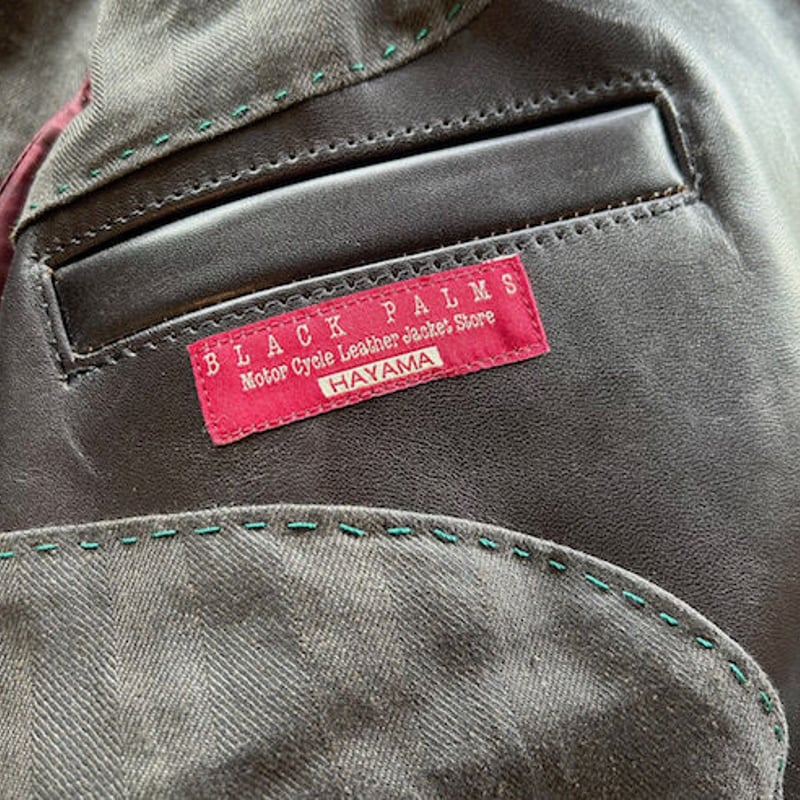 BLACK PALMS
Motor Cycle Leather Jacket Store
HAYAMA